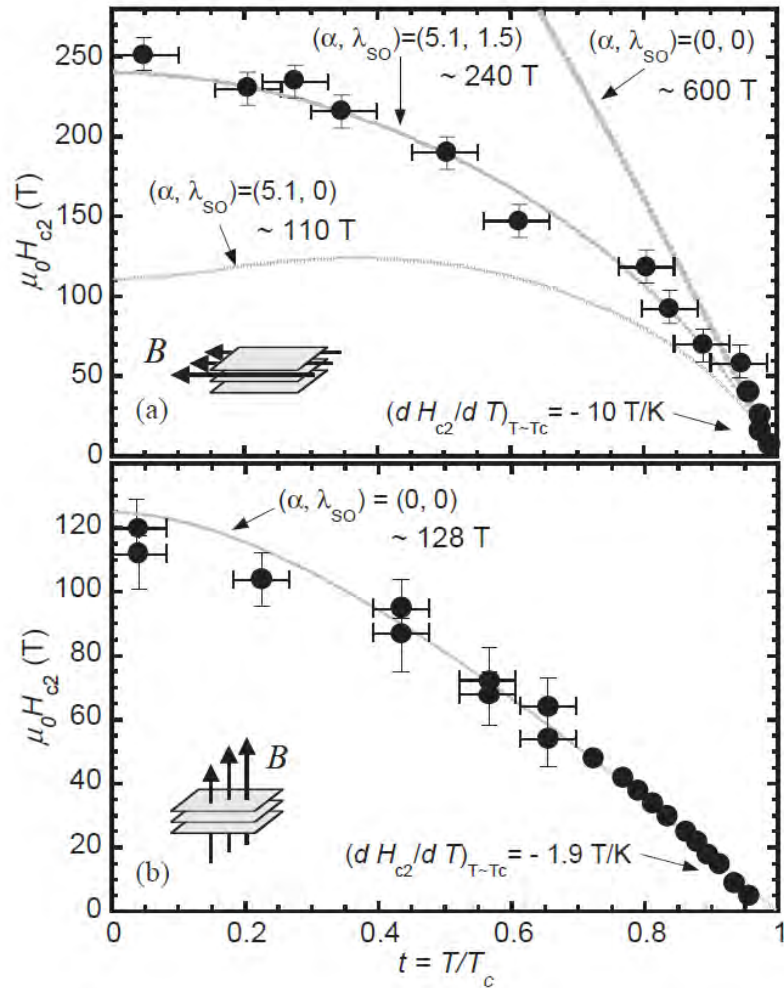 (α, λSO)=(5.1, 1.5)
~ 240 T
(α, λSO)=(0, 0)
~ 600 T
(α, λSO)=(5.1, 0)
~ 110 T
250
200
150
100
50
0
μ0Hc2 (T)
B
(a)
(d Hc2/d T)T~Tc= - 10 T/K
(α, λSO) = (0, 0)
~ 128 T
120
100
80
60
40
20
0
μ0Hc2 (T)
B
(b)
(d Hc2/d T)T~Tc= - 1.9 T/K
0 0.2 0.4 0.6 0.8 1
t = T/Tc